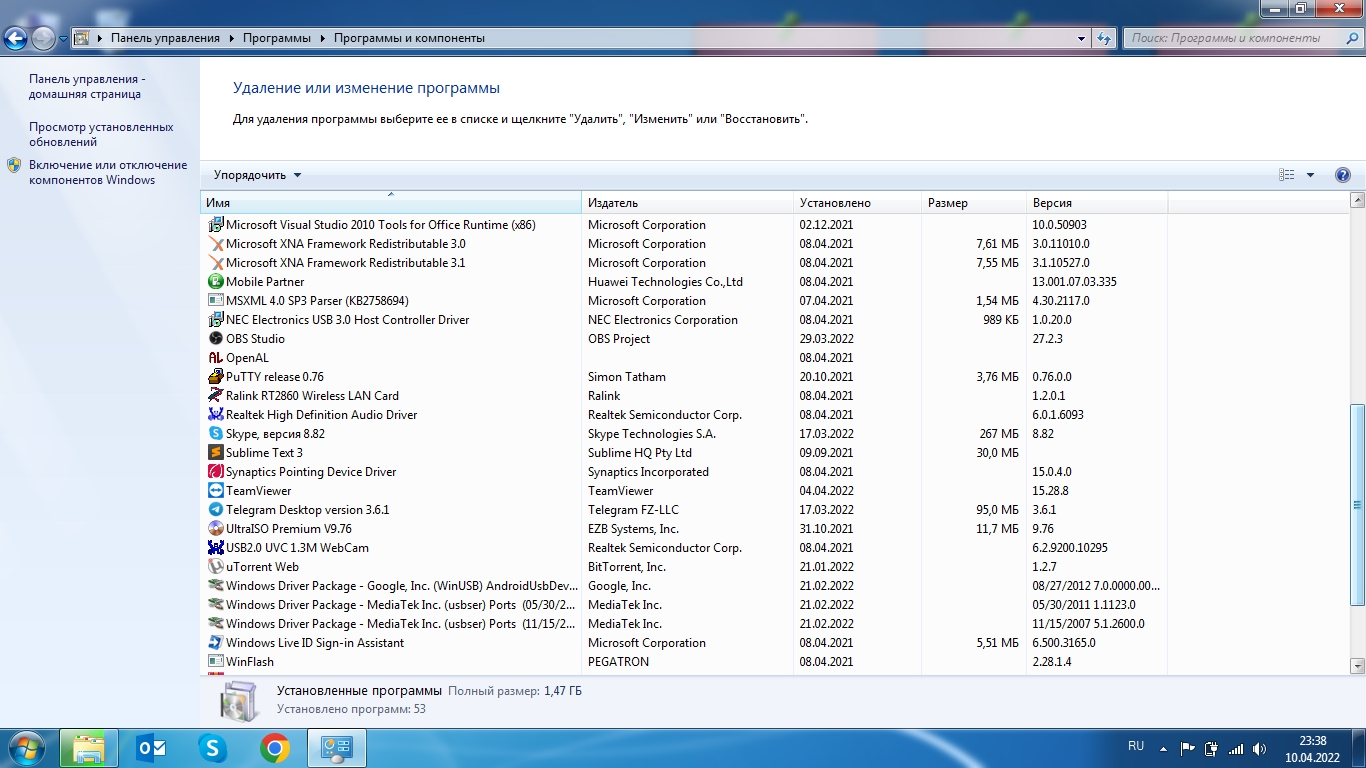 Панель управления Программы Программы и компоненты Поиск: Программы и компоненты
Панель управления -
домашняя страница
Просмотр установленных
обновлений
Включение или отключение
компонентов Windows
Удаление или изменение программы
Для удаления программы выберите ее в списке и щелкните "Удалить", "Изменить" или "Восстановить".
Упорядочить
Имя Издатель Установлено Размер Версия
Microsoft Visual Studio 2010 Tools for Office Runtime (x86) Microsoft Corporation 02.12.2021 10.0.50903
Microsoft XNA Framework Redistributable 3.0 Microsoft Corporation 08.04.2021 7,61 МБ 3.0.11010.0
Microsoft XNA Framework Redistributable 3.1 Microsoft Corporation 08.04.2021 7,55 МБ 3.1.10527.0
Mobile Partner Huawei Technologies Co.,Ltd 08.04.2021 13.001.07.03.335
MSXML 4.0 SP3 Parser (KB2758694) Microsoft Corporation 07.04.2021 1,54 МБ 4.30.2117.0
NEC Electronics USB 3.0 Host Controller Driver NEC Electronics Corporation 08.04.2021 989 КБ 1.0.20.0
OBS Studio OBS Project 29.03.2022 27.2.3
OpenAL 08.04.2021
PuTTY release 0.76 Simon Tatham 20.10.2021 3,76 МБ 0.76.0.0
Ralink RT2860 Wireless LAN Card Ralink 08.04.2021 1.2.0.1
Realtek High Definition Audio Driver Realtek Semiconductor Corp. 08.04.2021 6.0.1.6093
Skype, версия 8.82 Skype Technologies S.A. 17.03.2022 267 МБ 8.82
Sublime Text 3 Sublime HQ Pty Ltd 09.09.2021 30,0 МБ
Synaptics Pointing Device Driver Synaptics Incorporated 08.04.2021 15.0.4.0
TeamViewer TeamViewer 04.04.2022 15.28.8
Telegram Desktop version 3.6.1 Telegram FZ-LLC 17.03.2022 95,0 МБ 3.6.1
UltraISO Premium V9.76 EZB Systems, Inc. 31.10.2021 11,7 МБ 9.76
USB2.0 UVC 1.3M WebCam Realtek Semiconductor Corp. 08.04.2021 6.2.9200.10295
uTorrent Web BitTorrent, Inc. 21.01.2022 1.2.7
Windows Driver Package - Google, Inc. (WinUSB) AndroidUsbDev... Google, Inc. 21.02.2022 08/27/2012 7.0.0000.00...
Windows Driver Package - MediaTek Inc. (usbser) Ports (05/30/2... MediaTek Inc. 21.02.2022 05/30/2011 1.1123.0
Windows Driver Package - MediaTek Inc. (usbser) Ports (11/15/2... MediaTek Inc. 21.02.2022 11/15/2007 5.1.2600.0
Windows Live ID Sign-in Assistant Microsoft Corporation 08.04.2021 5,51 МБ 6.500.3165.0
WinFlash PEGATRON 08.04.2021 2.28.1.4
Установленные программы Полный размер: 1,47 ГБ
Установлено программ: 53
RU 23:38
10.04.2022